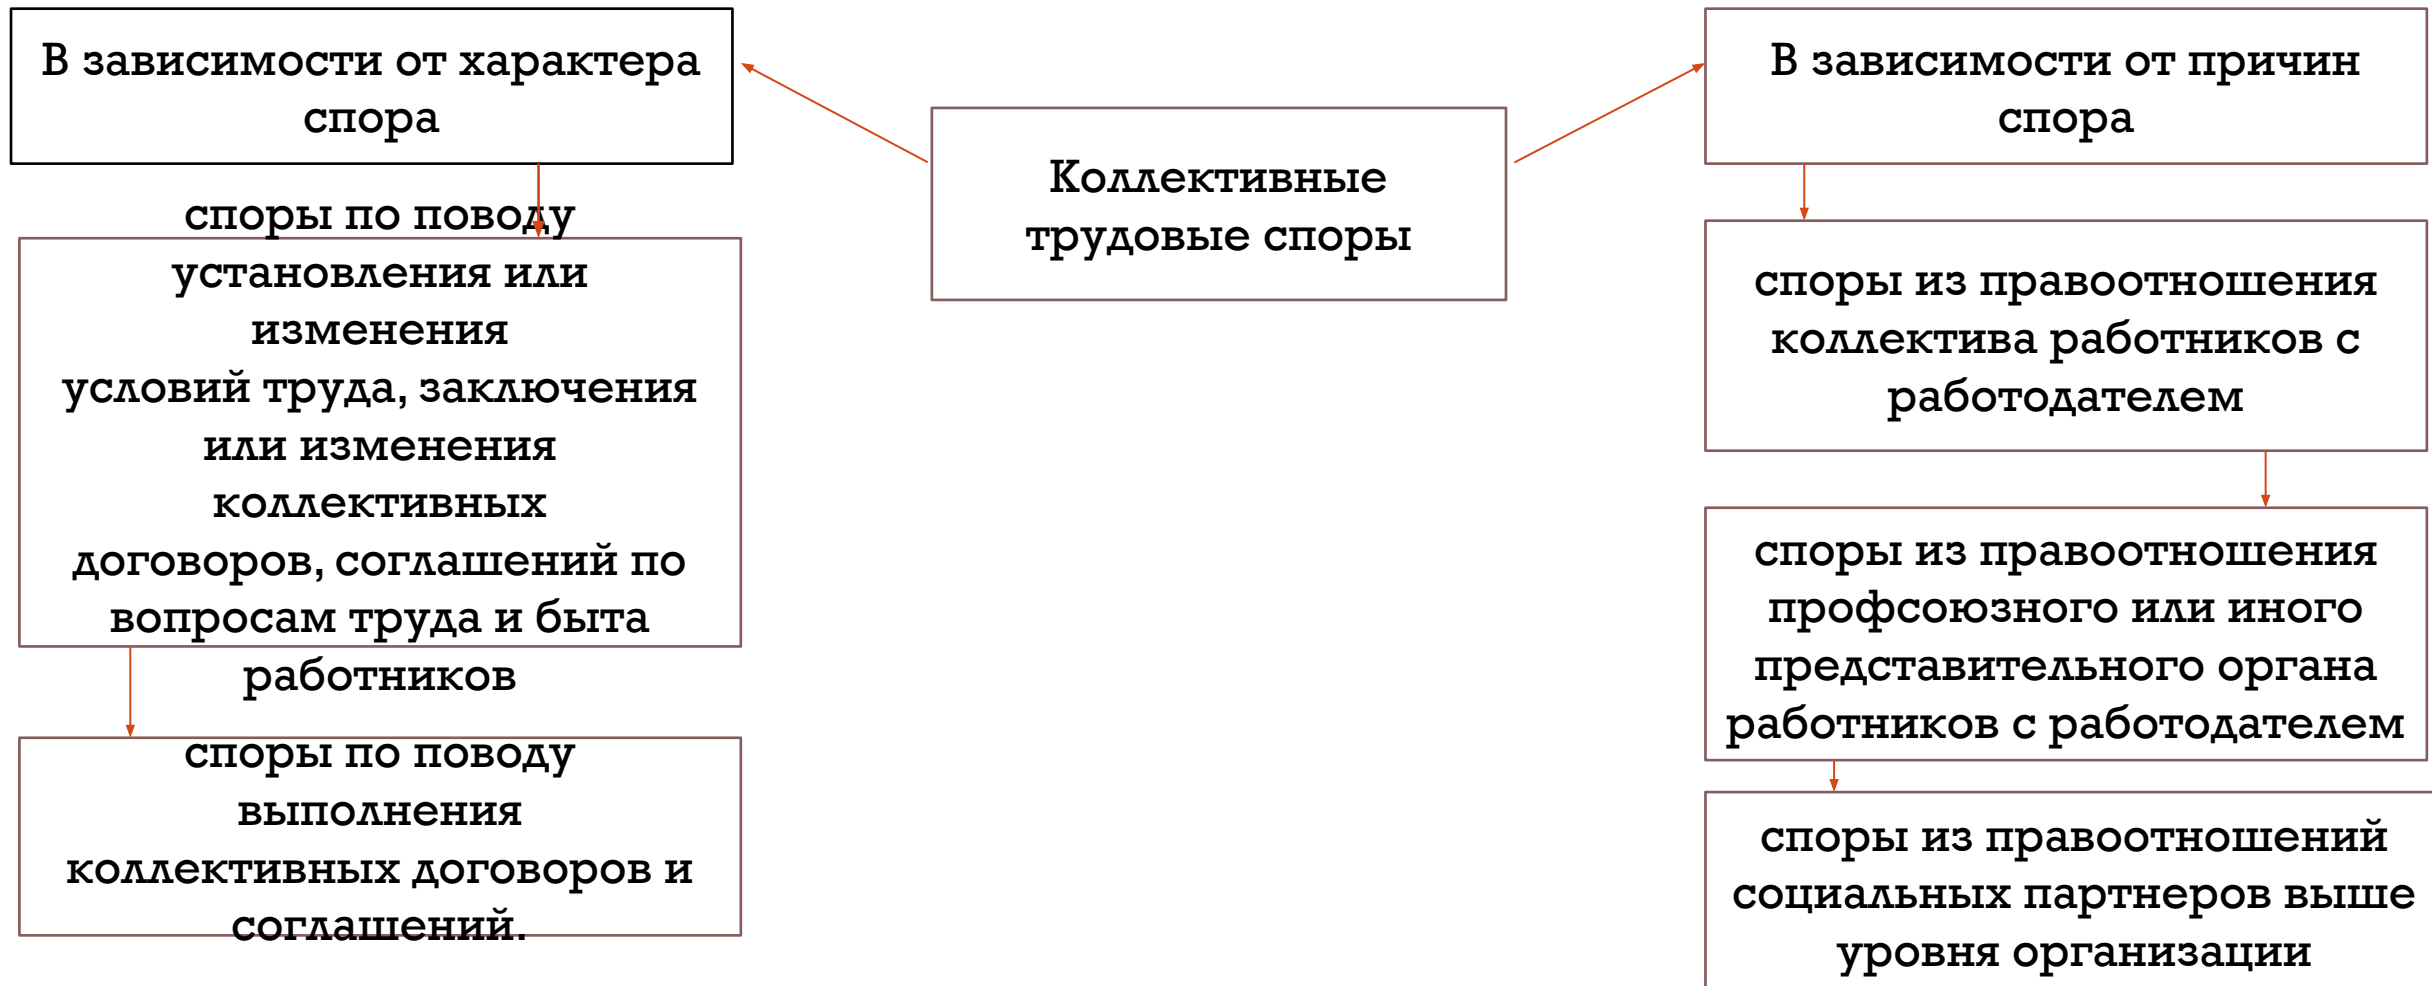 В зависимости от характера
спора
споры по поводу
установления или
изменения
условий труда, заключения
или изменения
коллективных
договоров, соглашений по
вопросам труда и быта
работников
споры по поводу
выполнения
коллективных договоров и
соглашений.
Коллективные
трудовые споры
В зависимости от причин
спора
споры из правоотношения
коллектива работников с
работодателем
споры из правоотношения
профсоюзного или иного
представительного органа
работников с работодателем
споры из правоотношений
социальных партнеров выше
уровня организации